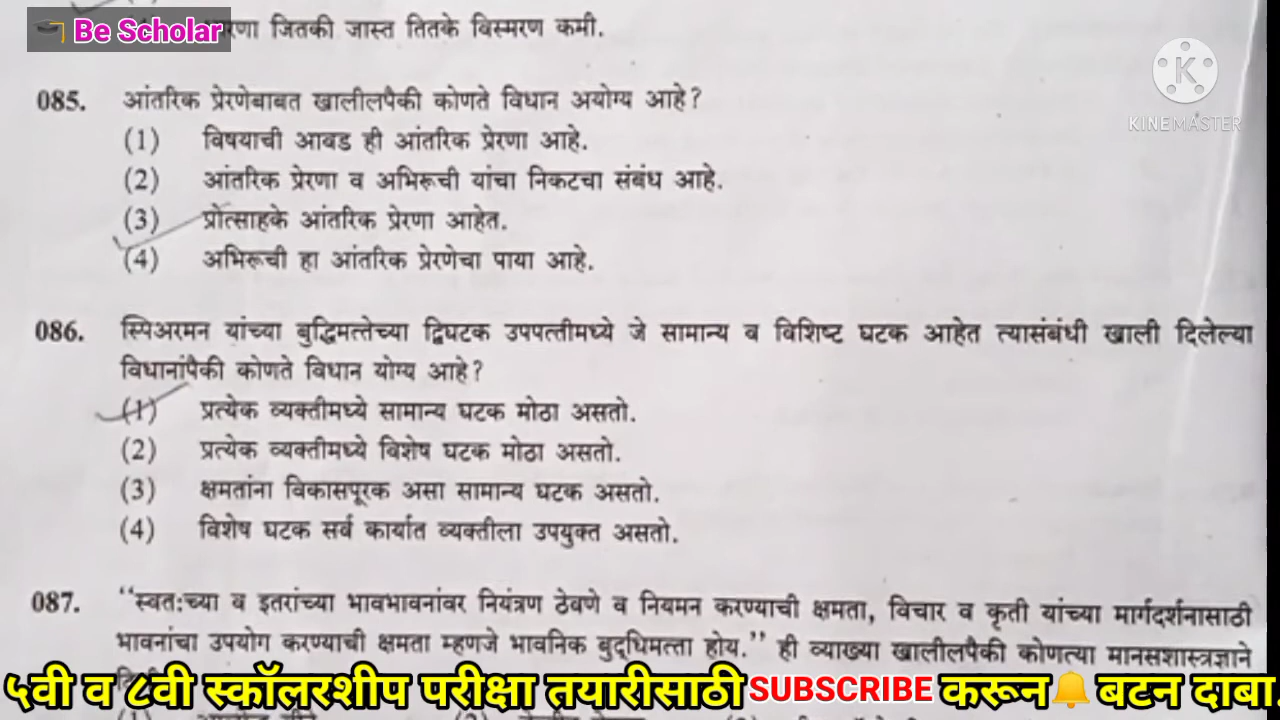 Be Scholar
जितकी जास्त तितके विस्मरण कमी.
KINEMASTER
085. आंतरिक प्रेरणेबाबत खालीलपैकी कोणते विधान अयोग्य आहे?
(1) विषयाची आवड ही आंतरिक प्रेरणा आहे.
(2) आंतरिक प्रेरणा व अभिरूची यांचा निकटचा संबंध आहे.
(3) प्रोत्साहके आंतरिक प्रेरणा आहेत.
(4) अभिरूची हा आंतरिक प्रेरणेचा पाया आहे.
086. स्पिअरमन यांच्या बुद्धिमत्तेच्या द्विघटक उपपत्तीमध्ये जे सामान्य व विशिष्ट घटक आहेत त्यासंबंधी खाली दिलेल्या
विधानांपैकी कोणते विधान योग्य आहे?
(1) प्रत्येक व्यक्तीमध्ये सामान्य घटक मोठा असतो.
(2) प्रत्येक व्यक्तीमध्ये विशेष घटक मोठा असतो.
(3) क्षमतांना विकासपूरक असा सामान्य घटक असतो.
(4) विशेष घटक सर्व कार्यात व्यक्तीला उपयुक्त असतो.
087. "स्वत:च्या व इतरांच्या भावभावनांवर नियंत्रण ठेवणे व नियमन करण्याची क्षमता, विचार व कृती यांच्या मार्गदर्शनासाठी
भावनांचा उपयोग करण्याची क्षमता म्हणजे भावनिक बुद्धिमत्ता होय." ही व्याख्या खालीलपैकी कोणत्या मानसशास्त्रज्ञाने
५वी व ८वी स्कॉलरशीप परीक्षा तयारीसाठी SUBSCRIBE करून बटन दाबा